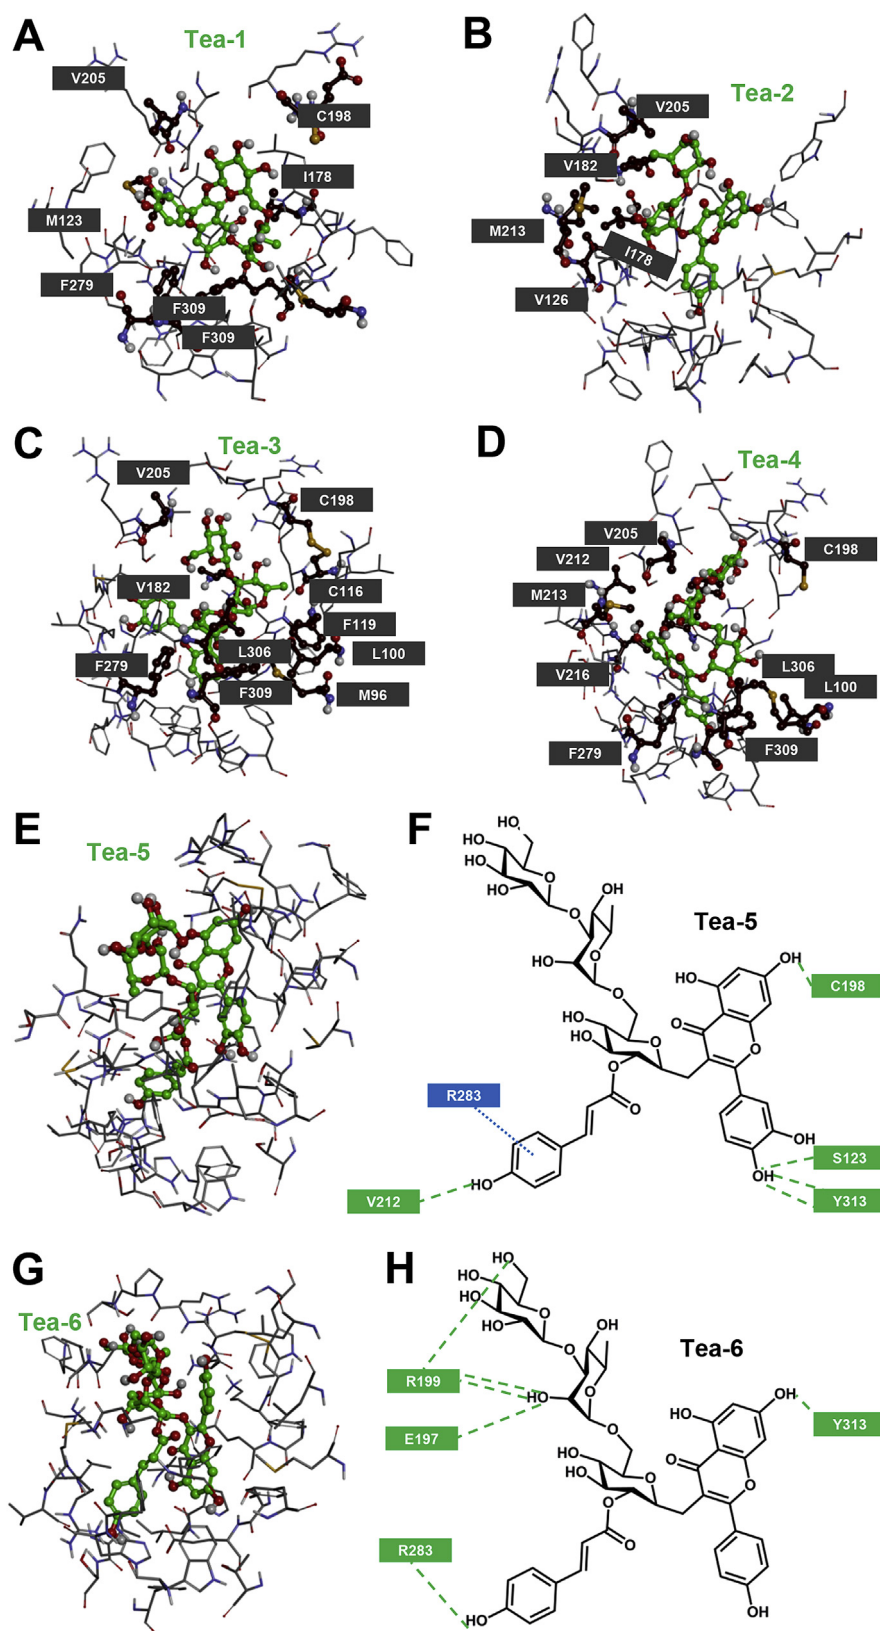 A
Tea-1
V205
C198
I178
M123
F279
F309
F309
B
Tea-2
V205
V182
M213
I178
V126
C
Tea-3
V205
C198
V182
C116
F119
L306
L100
F279
F309
M96
D
Tea-4
V205
C198
V212
M213
V216
L306
L100
F279
F309
E
Tea-5
F
Tea-5
HO
HO
HO
HO
O
OH
O
HO
O
O
OH
OH
C198
HO
HO
O
O
O
O
O
R283
O
OH
S123
OH
Y313
HO
V212
G
Tea-6
H
Tea-6
HO
HO
HO
HO
O
OH
O
R199
HO
O
O
OH
OH
Y313
E197
HO
HO
O
O
O
O
O
O
R283
HO
OH